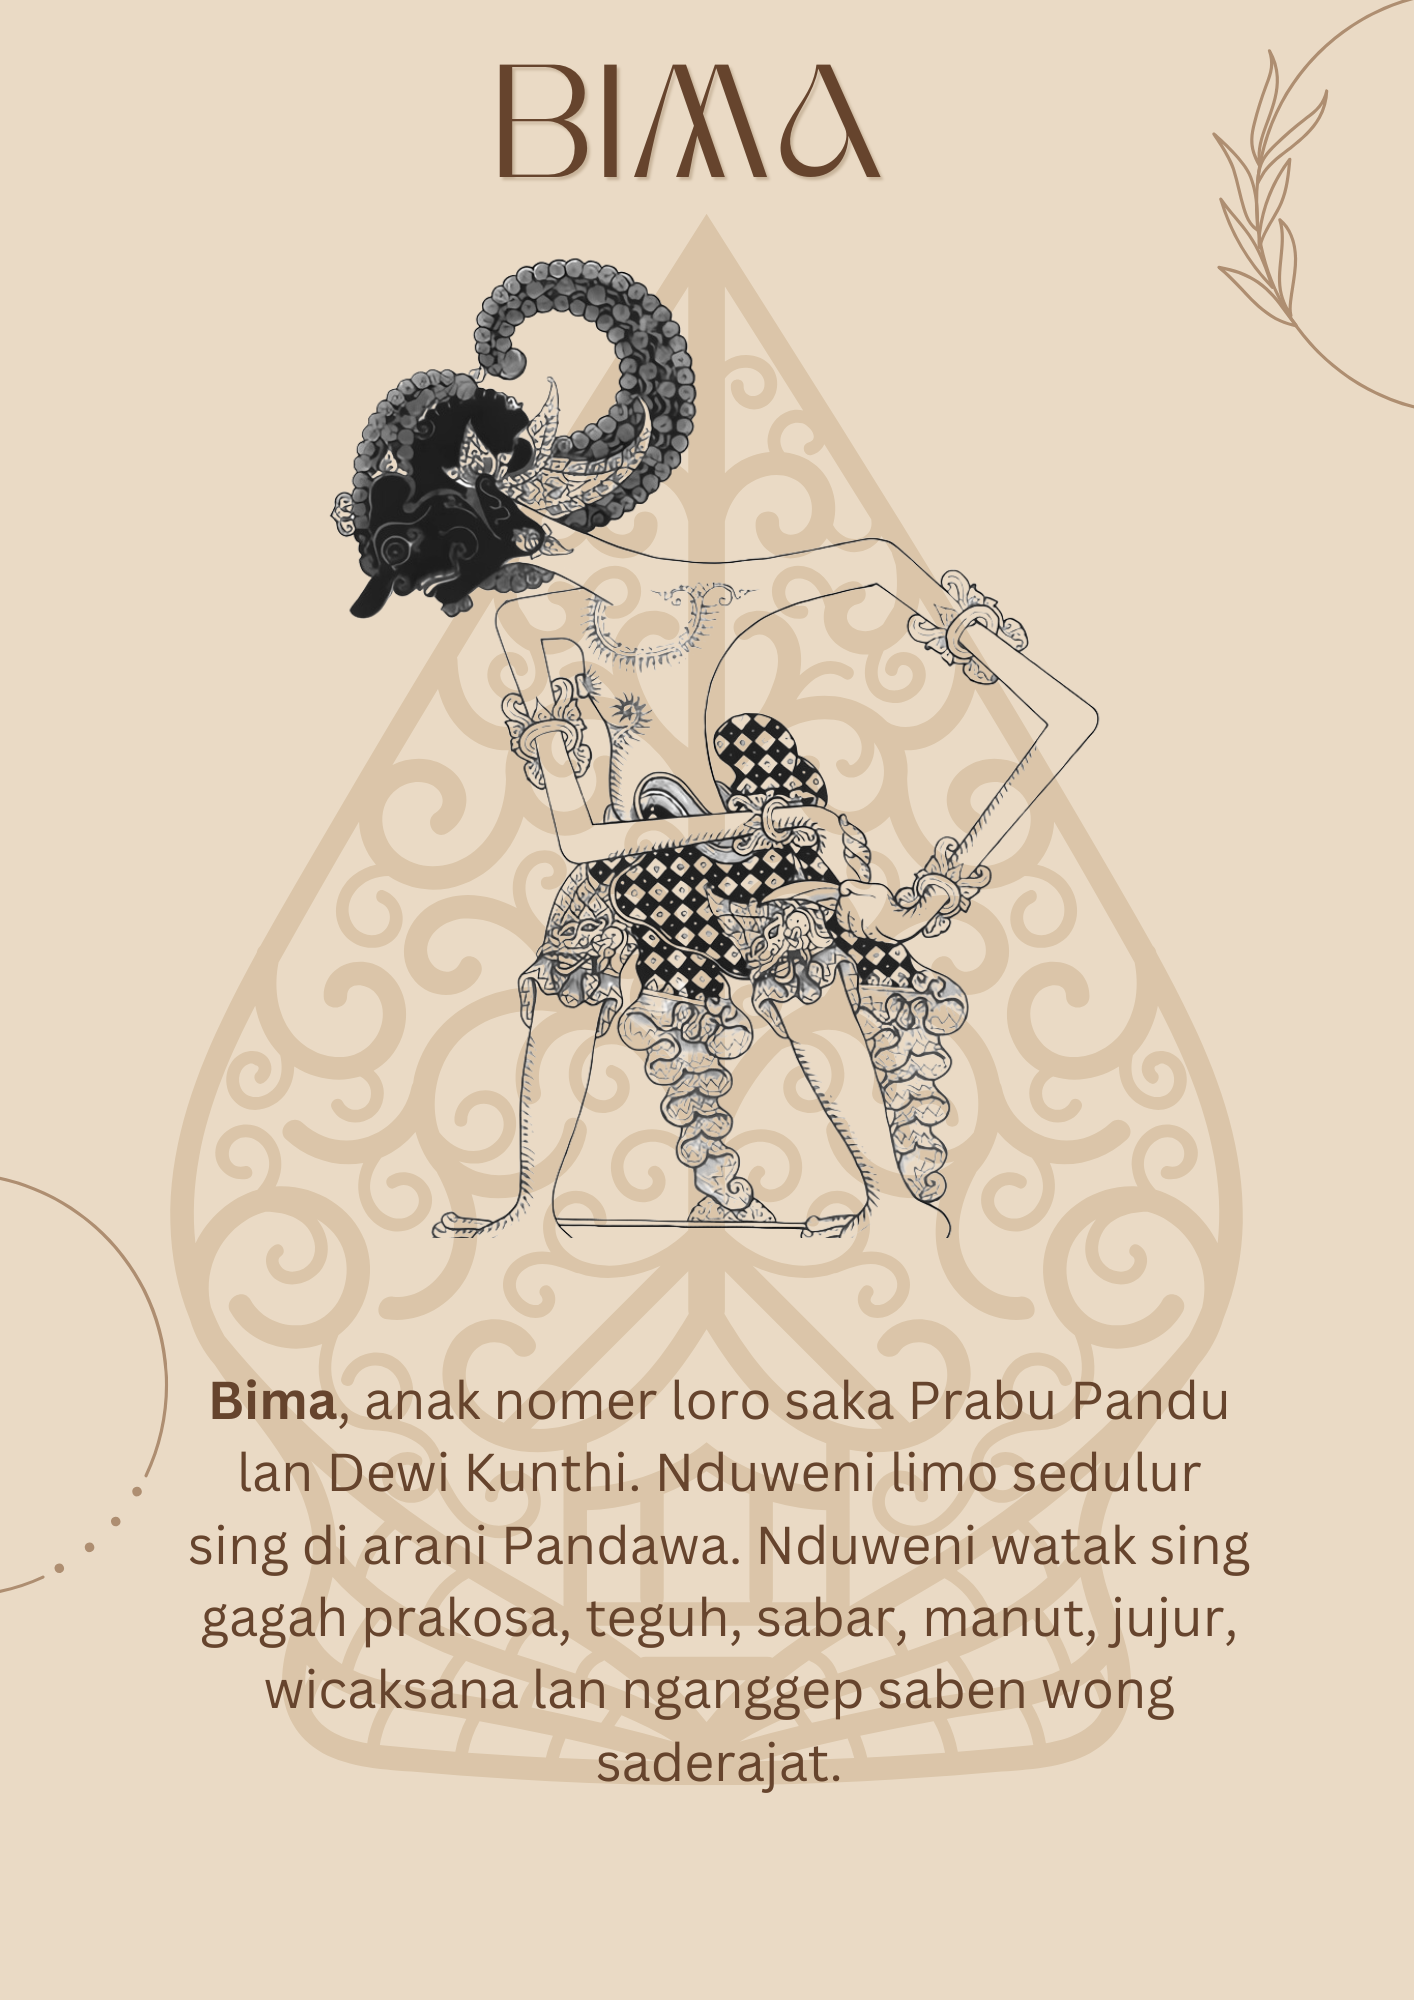 BIMA
Bima, anak nomer loro saka Prabu Pandu
lan Dewi Kunthi. Nduweni limo sedulur
sing di arani Pandawa. Nduweni watak sing
gagah prakosa, teguh, sabar, manut, jujur,
wicaksana lan nganggep saben wong
saderajat.